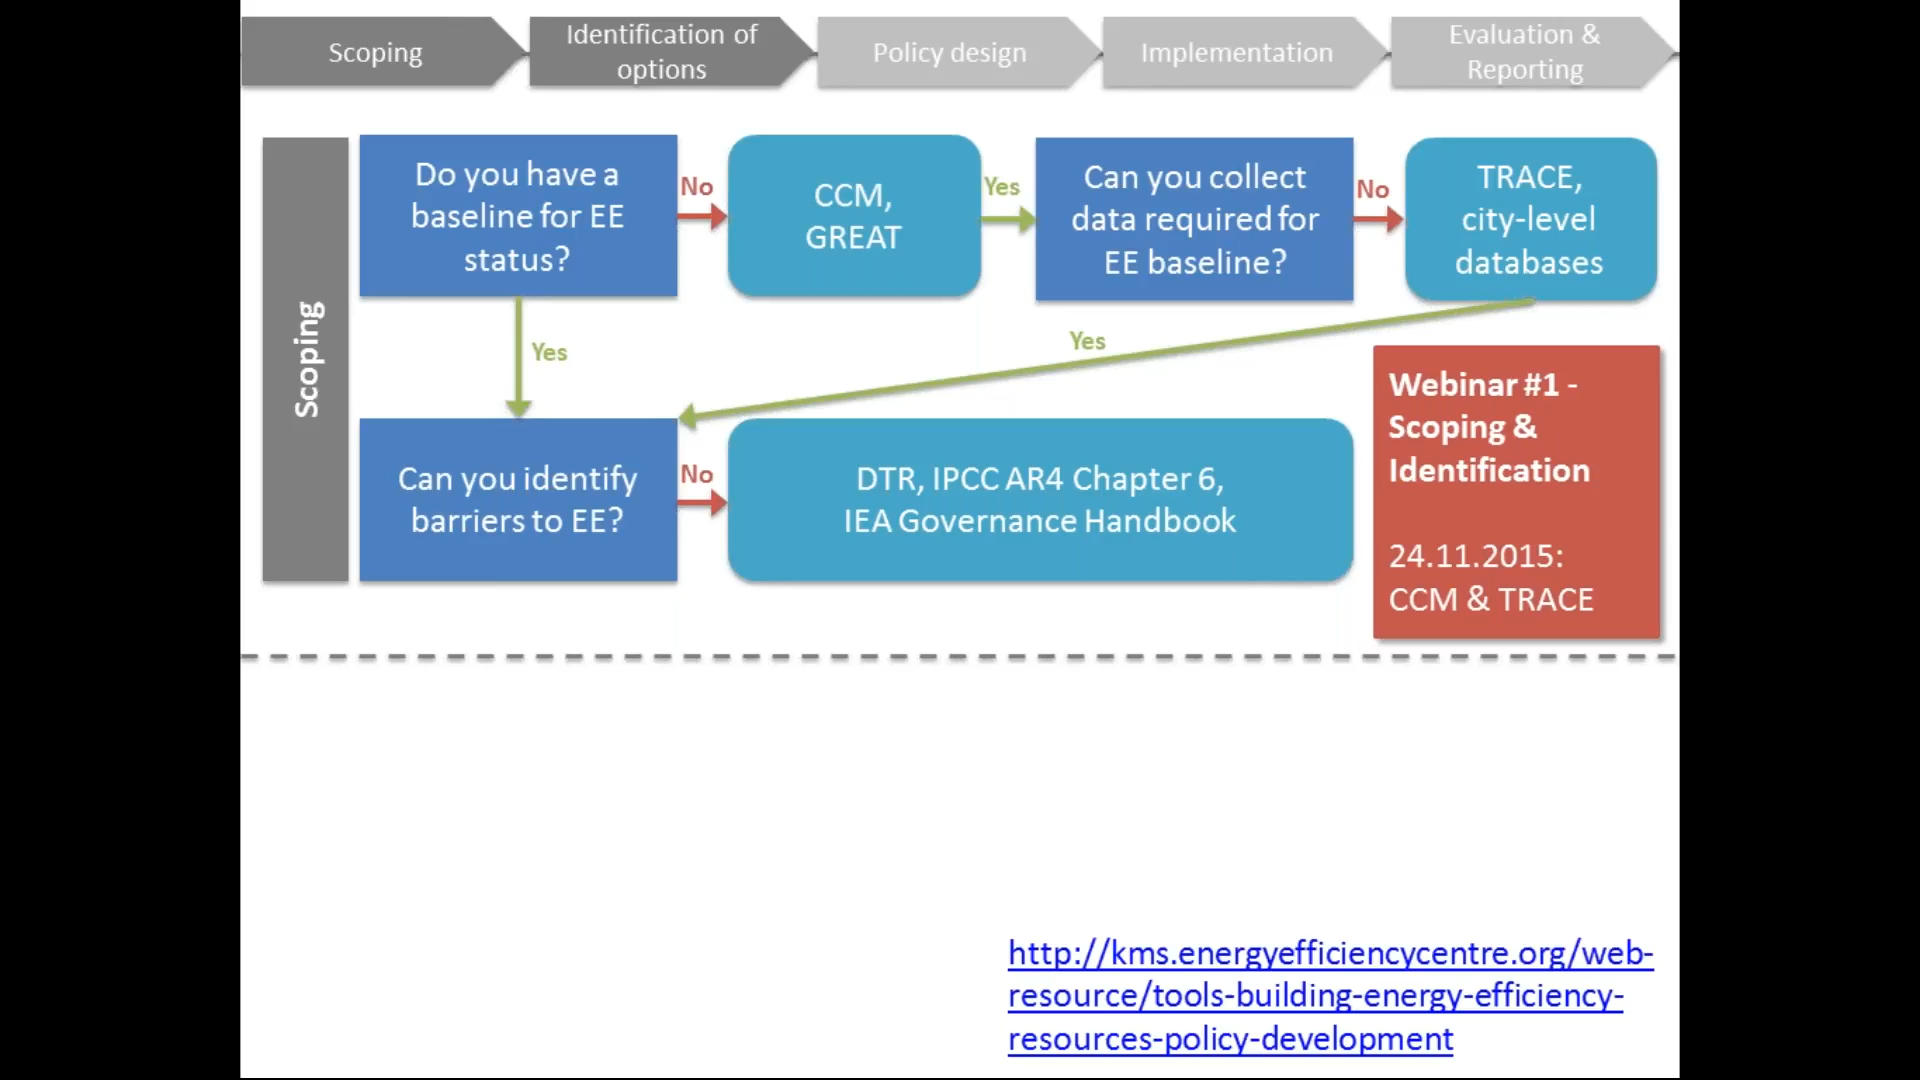 Scoping
Identification of
options
Policy design
Implementation
Evaluation &
Reporting
Scoping
Do you have a
baseline for EE
status?
No
CCM,
GREAT
Yes
Can you collect
data required for
EE baseline?
No
TRACE,
city-level
databases
Yes
Yes
Can you identify
barriers to EE?
No
DTR, IPCC AR4 Chapter 6,
IEA Governance Handbook
Webinar #1 -
Scoping &
Identification
24.11.2015:
CCM & TRACE
http://kms.energyefficiencycentre.org/web-
resource/tools-building-energy-efficiency-
resources-policy-development